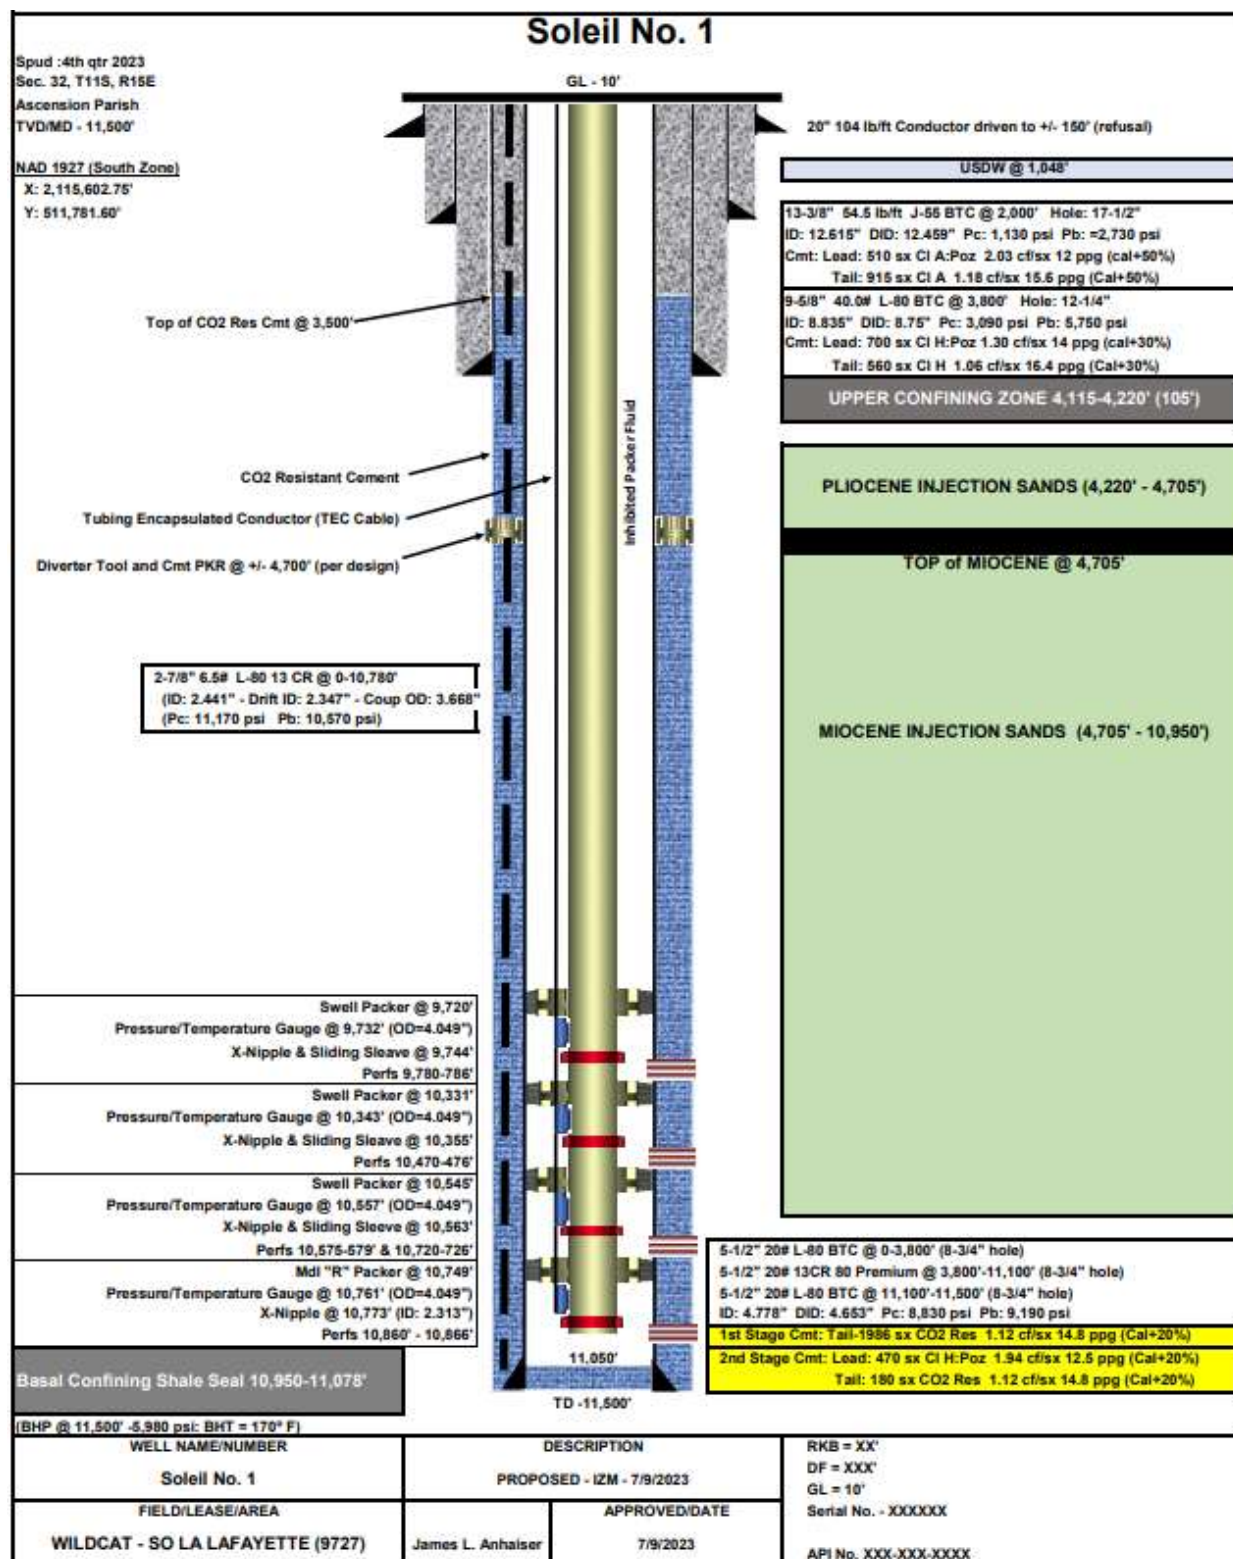 Soleil No. 1
Spud :4th qtr 2023
Sec. 32, T11S, R15E
Ascension Parish
TVD/MD - 11,500'
NAD 1927 (South Zone)
X: 2,115,602.75'
Y: 511,781.60'
GL - 10'
20" 104 lb/ft Conductor driven to +/- 150' (refusal)
USDW @ 1,048'
13-3/8" 54.5 lb/ft J-55 BTC @ 2,000' Hole: 17-1/2"
ID: 12.615" DID: 12.459" Pc: 1,130 psi Pb: =2,730 psi
Cmt: Lead: 510 sx Cl A:Poz 2.03 cf/sx 12 ppg (cal+50%)
Tail: 915 sx Cl A 1.18 cf/sx 15.6 ppg (Cal+50%)
9-5/8" 40.0# L-80 BTC @ 3,800' Hole: 12-1/4"
ID: 8.835" DID: 8.75" Pc: 3,090 psi Pb: 5,750 psi
Cmt: Lead: 700 sx Cl H:Poz 1.30 cf/sx 14 ppg (cal+30%)
Tail: 560 sx Cl H 1.06 cf/sx 16.4 ppg (Cal+30%)
UPPER CONFINING ZONE 4,115-4,220' (105')
PLIOCENE INJECTION SANDS (4,220' - 4,705')
TOP of MIOCENE @ 4,705'
MIOCENE INJECTION SANDS (4,705' - 10,950')
Top of CO2 Res Cmt @ 3,500'
CO2 Resistant Cement
Tubing Encapsulated Conductor (TEC Cable)
Diverter Tool and Cmt PKR @ +/- 4,700' (per design)
Inhibited Packer Fluid
2-7/8" 6.5# L-80 13 CR @ 0-10,780'
(ID: 2.441" - Drift ID: 2.347" - Coup OD: 3.668"
(Pc: 11,170 psi Pb: 10,570 psi)
Swell Packer @ 9,720'
Pressure/Temperature Gauge @ 9,732' (OD=4.049")
X-Nipple & Sliding Sleave @ 9,744'
Perfs 9,780-786'
Swell Packer @ 10,331'
Pressure/Temperature Gauge @ 10,343' (OD=4.049")
X-Nipple & Sliding Sleave @ 10,355'
Perfs 10,470-476'
Swell Packer @ 10,545'
Pressure/Temperature Gauge @ 10,557' (OD=4.049")
X-Nipple & Sliding Sleeve @ 10,563'
Perfs 10,575-579' & 10,720-726'
Mdl "R" Packer @ 10,749'
Pressure/Temperature Gauge @ 10,761' (OD=4.049")
X-Nipple @ 10,773' (ID: 2.313")
Perfs 10,860' - 10,866'
5-1/2" 20# L-80 BTC @ 0-3,800' (8-3/4" hole)
5-1/2" 20# 13CR 80 Premium @ 3,800'-11,100' (8-3/4" hole)
5-1/2" 20# L-80 BTC @ 11,100'-11,500' (8-3/4" hole)
ID: 4.778" DID: 4.653" Pc: 8,830 psi Pb: 9,190 psi
1st Stage Cmt: Tail-1986 sx CO2 Res 1.12 cf/sx 14.8 ppg (Cal+20%)
2nd Stage Cmt: Lead: 470 sx Cl H:Poz 1.94 cf/sx 12.5 ppg (Cal+20%)
Tail: 180 sx CO2 Res 1.12 cf/sx 14.8 ppg (Cal+20%)
11,050'
TD -11,500'
Basal Confining Shale Seal 10,950-11,078'
(BHP @ 11,500' -5,980 psi: BHT = 170º F)
WELL NAME/NUMBER
Soleil No. 1
DESCRIPTION
PROPOSED - IZM - 7/9/2023
FIELD/LEASE/AREA
WILDCAT - SO LA LAFAYETTE (9727)
James L. Anhaiser
APPROVED/DATE
7/9/2023
RKB = XX'
DF = XXX'
GL = 10'
Serial No. - XXXXXX
API No. XXX-XXX-XXXX